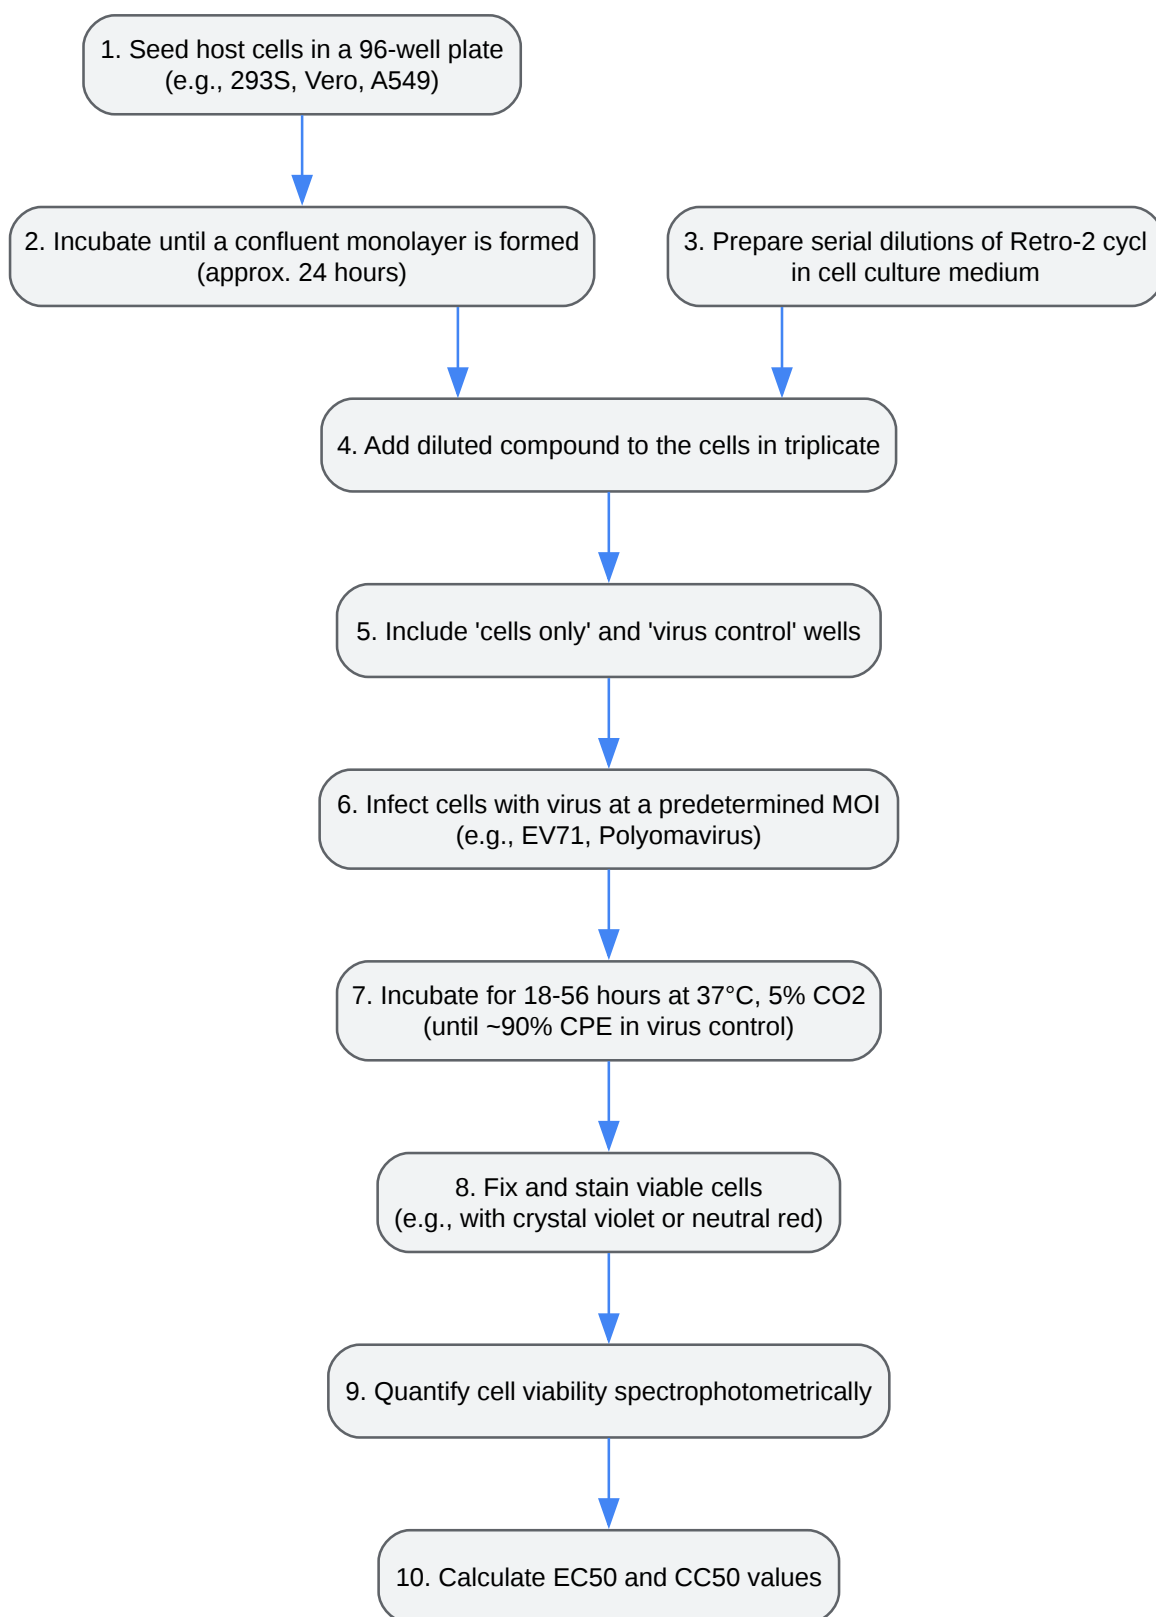 1. Seed host cells in a 96-well plate
(e.g., 293S, Vero, A549)
2. Incubate until a confluent monolayer is formed
(approx. 24 hours)
3. Prepare serial dilutions of Retro-2 cycl
in cell culture medium
4. Add diluted compound to the cells in triplicate
5. Include 'cells only' and 'virus control' wells
6. Infect cells with virus at a predetermined MOI
(e.g., EV71, Polyomavirus)
7. Incubate for 18-56 hours at 37°C, 5% CO2
(until ~90% CPE in virus control)
8. Fix and stain viable cells
(e.g., with crystal violet or neutral red)
9. Quantify cell viability spectrophotometrically
10. Calculate EC50 and CC50 values